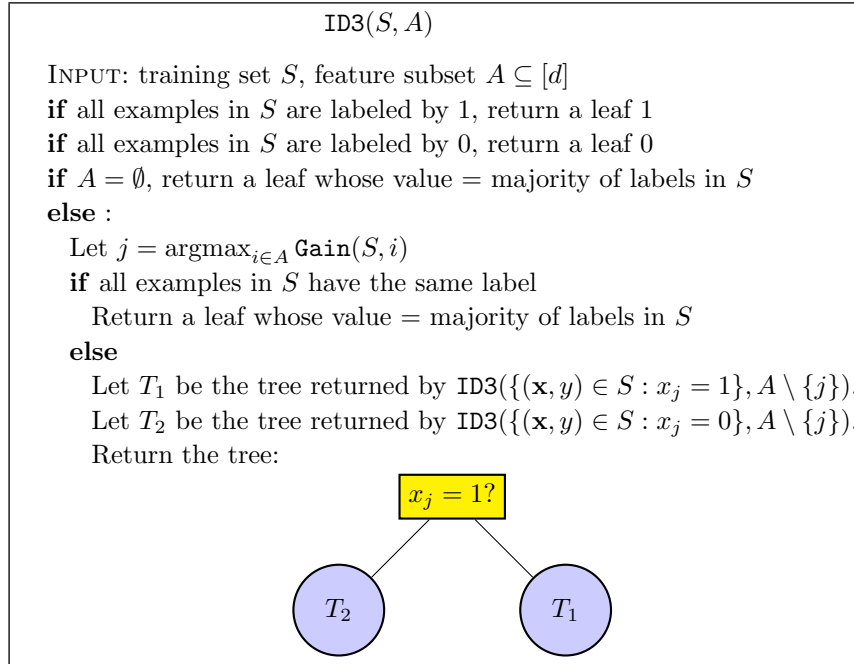 ID3(S, A)
INPUT: training set S, feature subset A ⊆ [d]
if all examples in S are labeled by 1, return a leaf 1
if all examples in S are labeled by 0, return a leaf 0
if A = ∅, return a leaf whose value = majority of labels in S
else :
Let j = argmax_{i∈A} Gain(S, i)
if all examples in S have the same label
Return a leaf whose value = majority of labels in S
else
Let T₁ be the tree returned by ID3({(𝐱, y) ∈ S : x_j = 1}, A \ {j}).
Let T₂ be the tree returned by ID3({(𝐱, y) ∈ S : x_j = 0}, A \ {j}).
Return the tree:
x_j = 1?
T₂ T₁